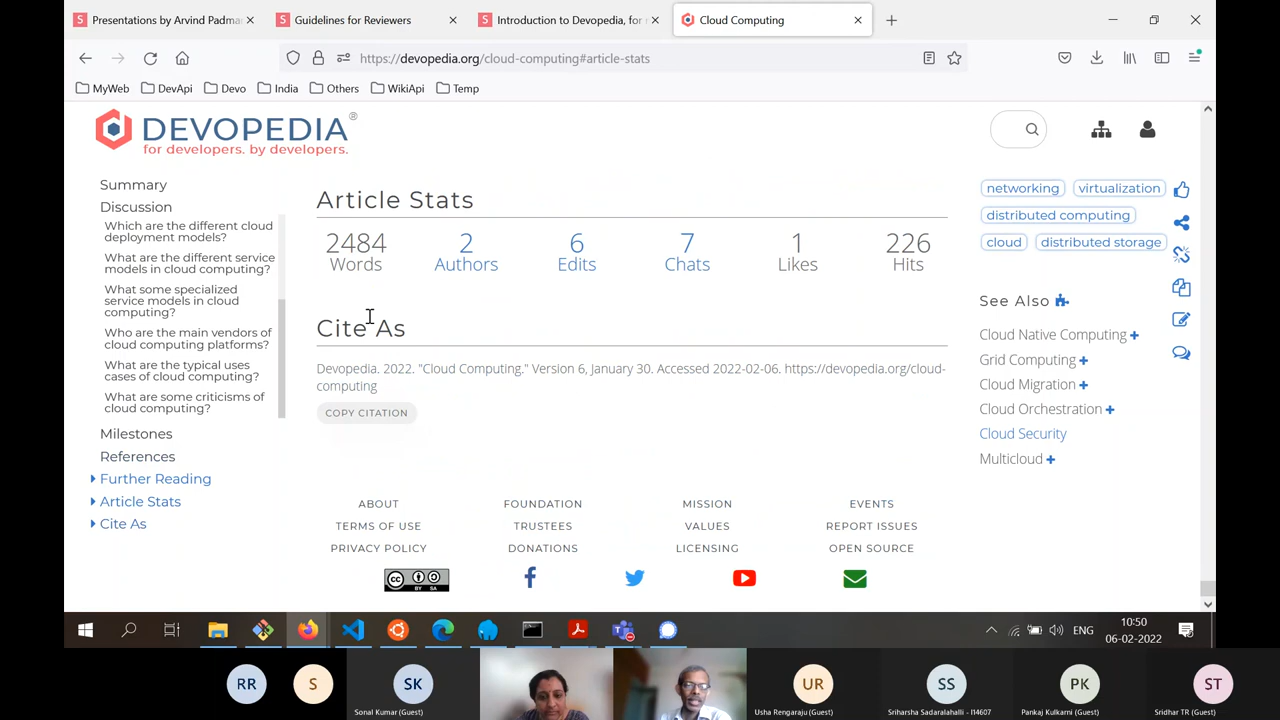 Presentations by Arvind Padma
Guidelines for Reviewers
Introduction to Devopedia, for
Cloud Computing
https://devopedia.org/cloud-computing#article-stats
MyWeb
DevApi
Devo
India
Others
WikiApi
Temp
DEVOPEDIA®
for developers. by developers.
Summary
Discussion
Which are the different cloud
deployment models?
What are the different service
models in cloud computing?
What some specialized
service models in cloud
computing?
Who are the main vendors of
cloud computing platforms?
What are the typical uses
cases of cloud computing?
What are some criticisms of
cloud computing?
Milestones
References
Further Reading
Article Stats
Cite As
Article Stats
2484 2 6 7 1 226
Words Authors Edits Chats Likes Hits
Cite As
Devopedia. 2022. "Cloud Computing." Version 6, January 30. Accessed 2022-02-06. https://devopedia.org/cloud-
computing
COPY CITATION
networking virtualization
distributed computing
cloud distributed storage
See Also
Cloud Native Computing +
Grid Computing +
Cloud Migration +
Cloud Orchestration +
Cloud Security
Multicloud +
ABOUT FOUNDATION MISSION EVENTS
TERMS OF USE TRUSTEES VALUES REPORT ISSUES
PRIVACY POLICY DONATIONS LICENSING OPEN SOURCE
CC BY SA
ENG
10:50
06-02-2022
RR
S
SK
Sonal Kumar (Guest)
UR
Usha Rengaraju (Guest)
SS
Sriharsha Sadaralahalli - I14607
PK
Pankaj Kulkarni (Guest)
ST
Sridhar TR (Guest)